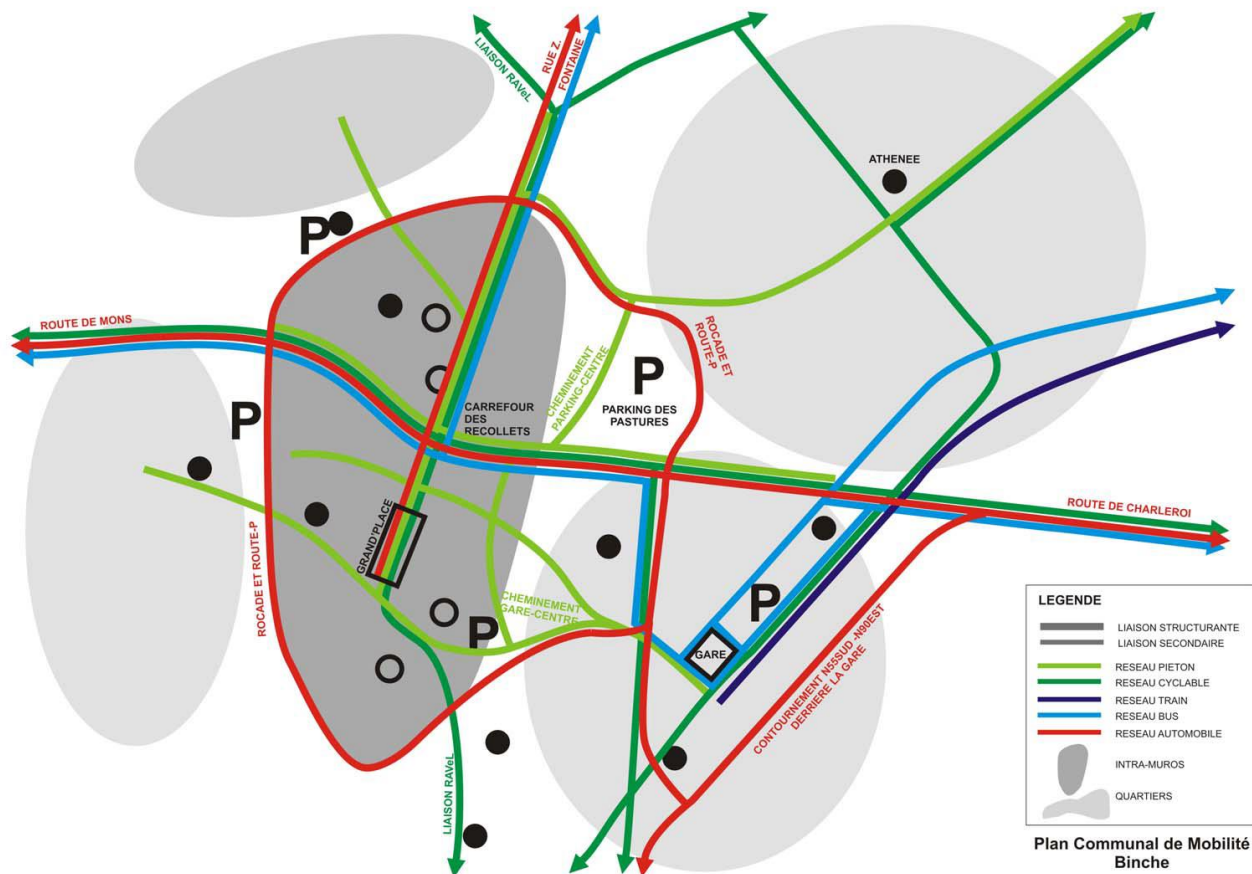 LIAISON RAVeL
RUE Z.
FONTAINE
ATHENEE
P
ROUTE DE MONS
P
ROCADE ET
ROUTE-P
CHEMINEMENT
PARKING-CENTRE
P
PARKING DES
PASTURES
CARREFOUR
DES
RECOLLETS
GRAND'PLACE
ROUTE DE CHARLEROI
ROCADE ET ROUTE-P
CHEMINEMENT
GARE-CENTRE
P
P
GARE
CONTOURNEMENT N55SUD -N90EST
DERRIERE LA GARE
LIAISON RAVeL
LEGENDE
LIAISON STRUCTURANTE
LIAISON SECONDAIRE
RESEAU PIETON
RESEAU CYCLABLE
RESEAU TRAIN
RESEAU BUS
RESEAU AUTOMOBILE
INTRA-MUROS
QUARTIERS
Plan Communal de Mobilité
Binche